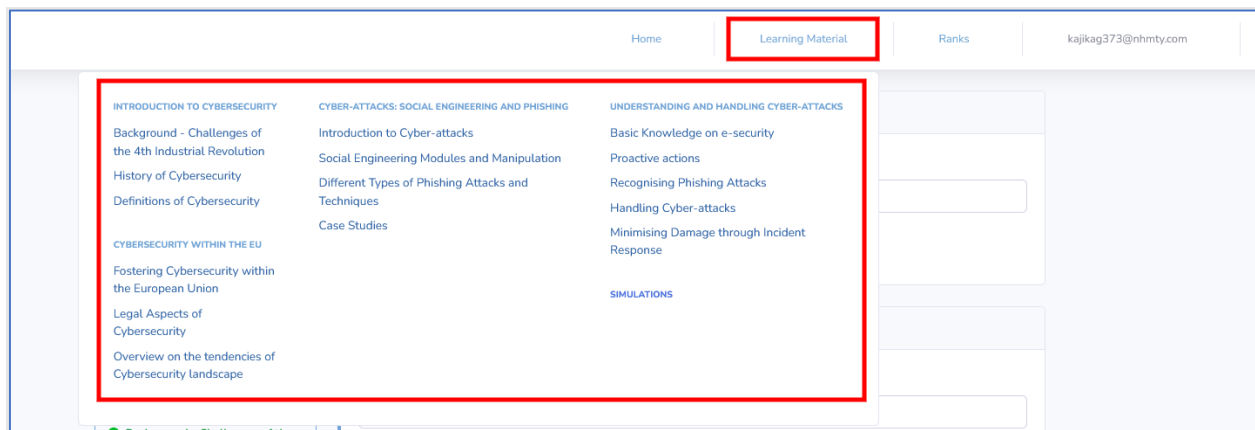 Home
Learning Material
Ranks
kajikag373@nhmty.com
INTRODUCTION TO CYBERSECURITY
Background - Challenges of
the 4th Industrial Revolution
History of Cybersecurity
Definitions of Cybersecurity
CYBERSECURITY WITHIN THE EU
Fostering Cybersecurity within
the European Union
Legal Aspects of
Cybersecurity
Overview on the tendencies of
Cybersecurity landscape
CYBER-ATTACKS: SOCIAL ENGINEERING AND PHISHING
Introduction to Cyber-attacks
Social Engineering Modules and Manipulation
Different Types of Phishing Attacks and
Techniques
Case Studies
UNDERSTANDING AND HANDLING CYBER-ATTACKS
Basic Knowledge on e-security
Proactive actions
Recognising Phishing Attacks
Handling Cyber-attacks
Minimising Damage through Incident
Response
SIMULATIONS